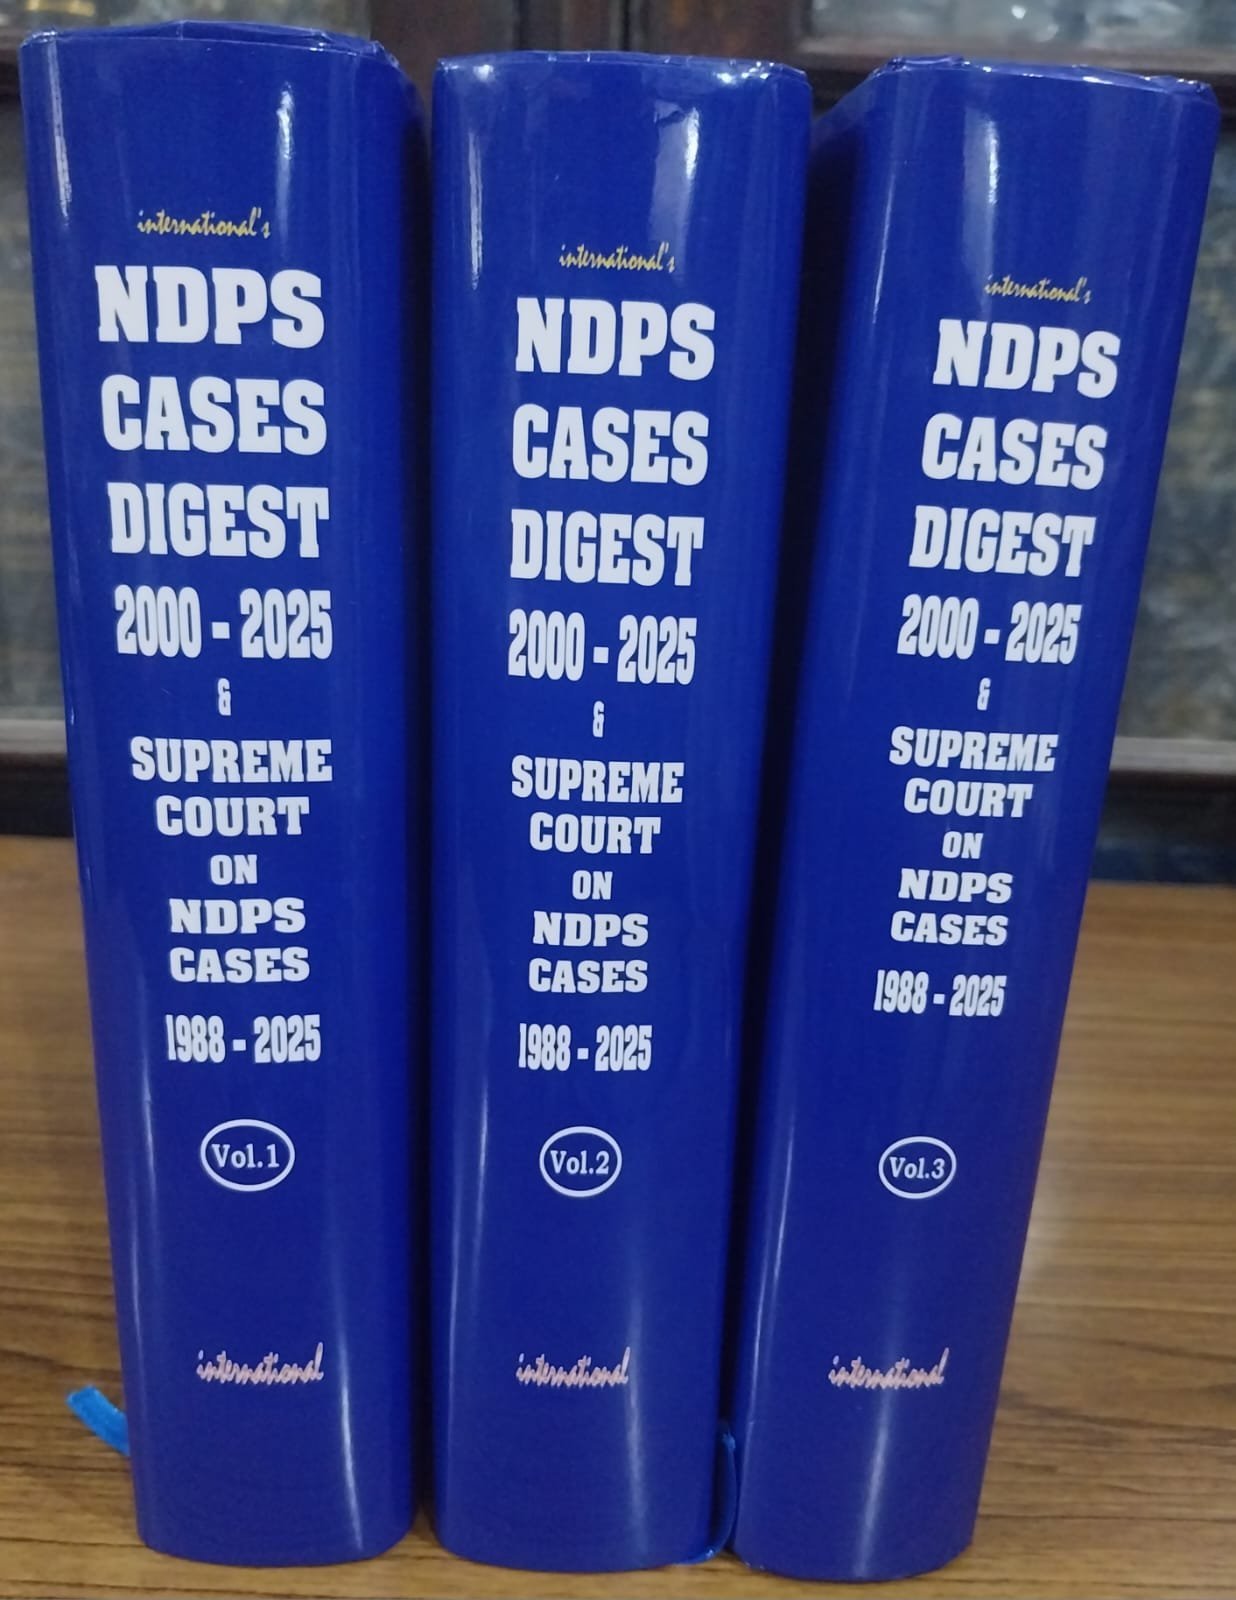 international's
NDPS
CASES
DIGEST
2000 - 2025
&
SUPREME
COURT
ON
NDPS
CASES
1988 - 2025
Vol.1
international
international's
NDPS
CASES
DIGEST
2000 - 2025
&
SUPREME
COURT
ON
NDPS
CASES
1988 - 2025
Vol.2
international
international's
NDPS
CASES
DIGEST
2000 - 2025
&
SUPREME
COURT
ON
NDPS
CASES
1988 - 2025
Vol.3
international